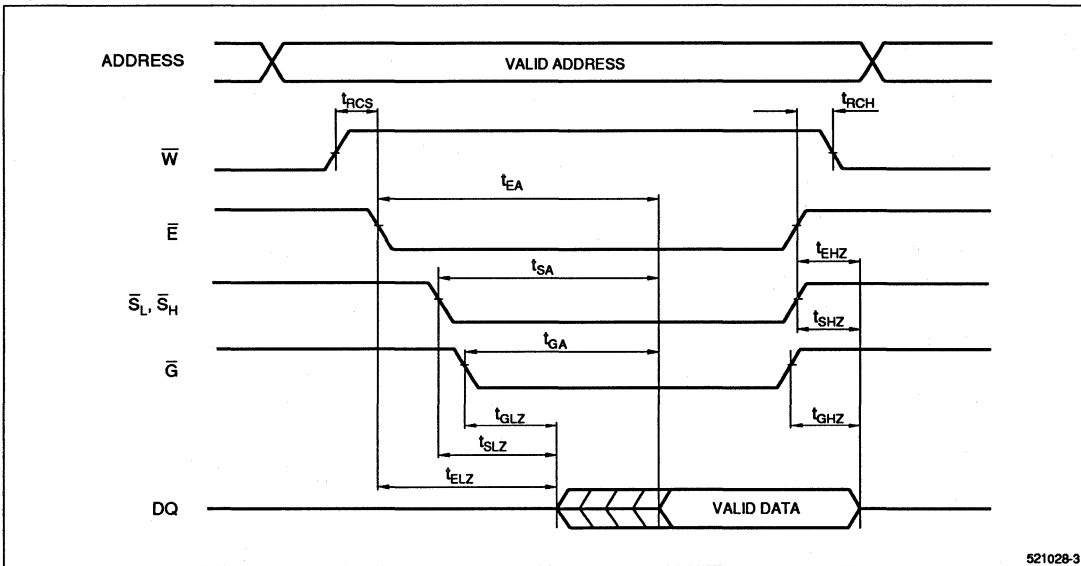 ADDRESS
VALID ADDRESS
tRCS
tRCH
W̅
tEA
E̅
tEHZ
tSA
S̅L, S̅H
tSHZ
tGA
G̅
tGLZ
tGHZ
tSLZ
tELZ
DQ
VALID DATA
521028-3